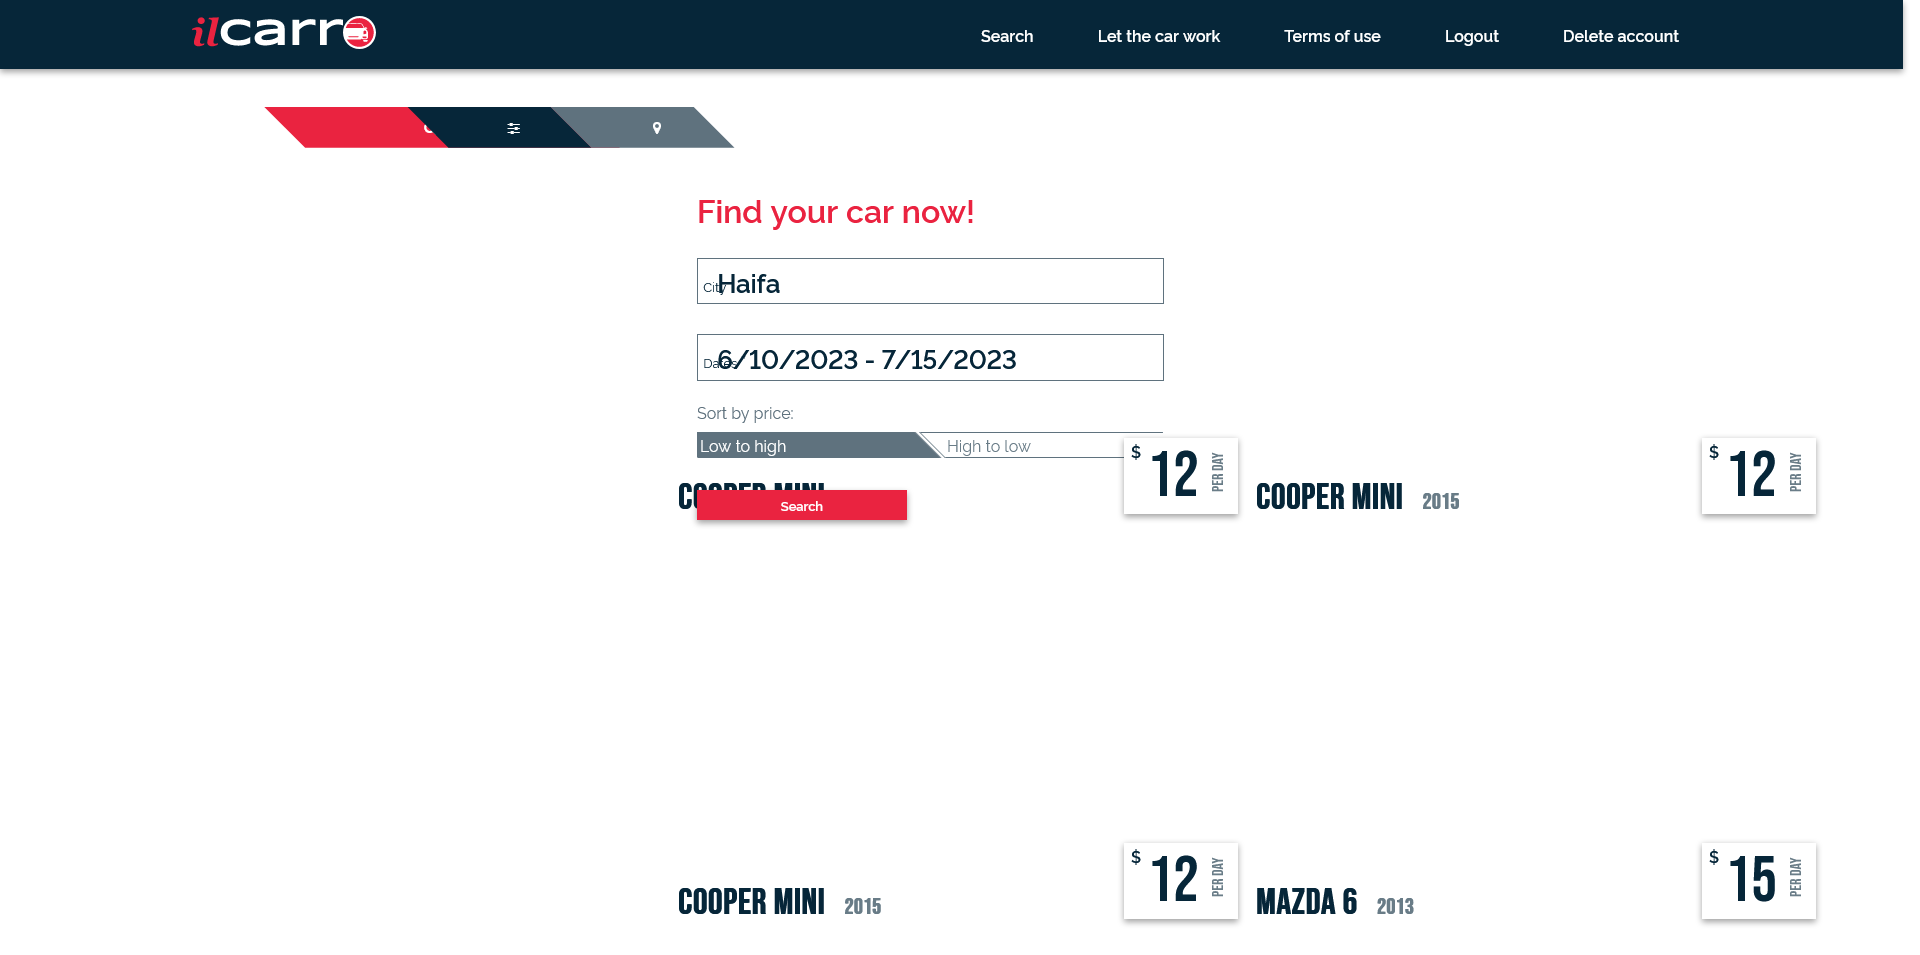 ilcarro
Search
Let the car work
Terms of use
Logout
Delete account
Find your car now!
City
Haifa
Dates
6/10/2023 - 7/15/2023
Sort by price:
Low to high
High to low
COOPER MINI
Search
$ 12 PER DAY
COOPER MINI 2015
$ 12 PER DAY
COOPER MINI 2015
$ 12 PER DAY
MAZDA 6 2013
$ 15 PER DAY